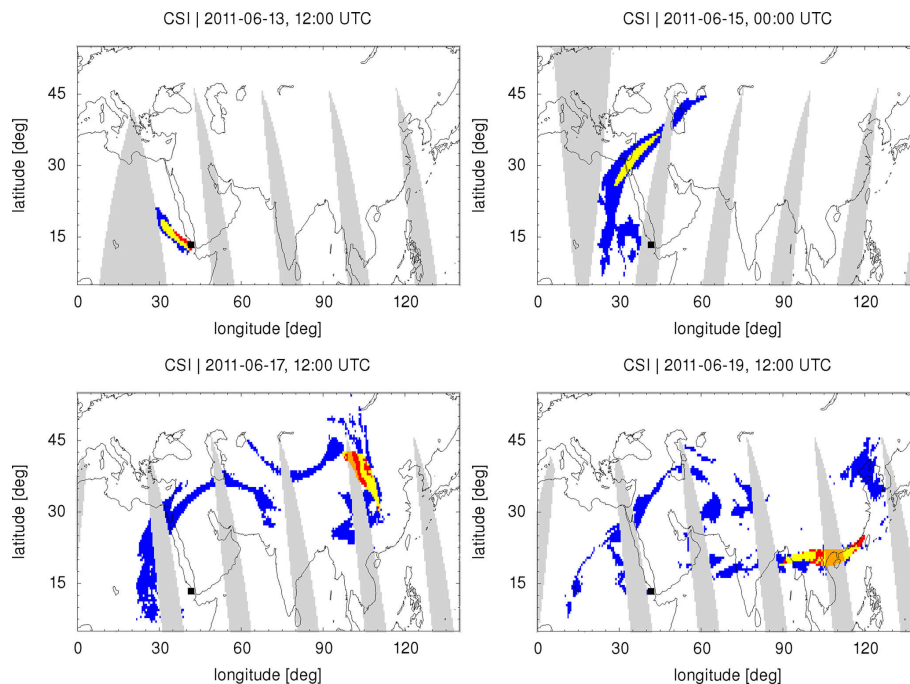 CSI | 2011-06-13, 12:00 UTC
CSI | 2011-06-15, 00:00 UTC
45
30
15
latitude [deg]
0
30
60
90
120
longitude [deg]
45
30
15
latitude [deg]
0
30
60
90
120
longitude [deg]
CSI | 2011-06-17, 12:00 UTC
CSI | 2011-06-19, 12:00 UTC
45
30
15
latitude [deg]
0
30
60
90
120
longitude [deg]
45
30
15
latitude [deg]
0
30
60
90
120
longitude [deg]